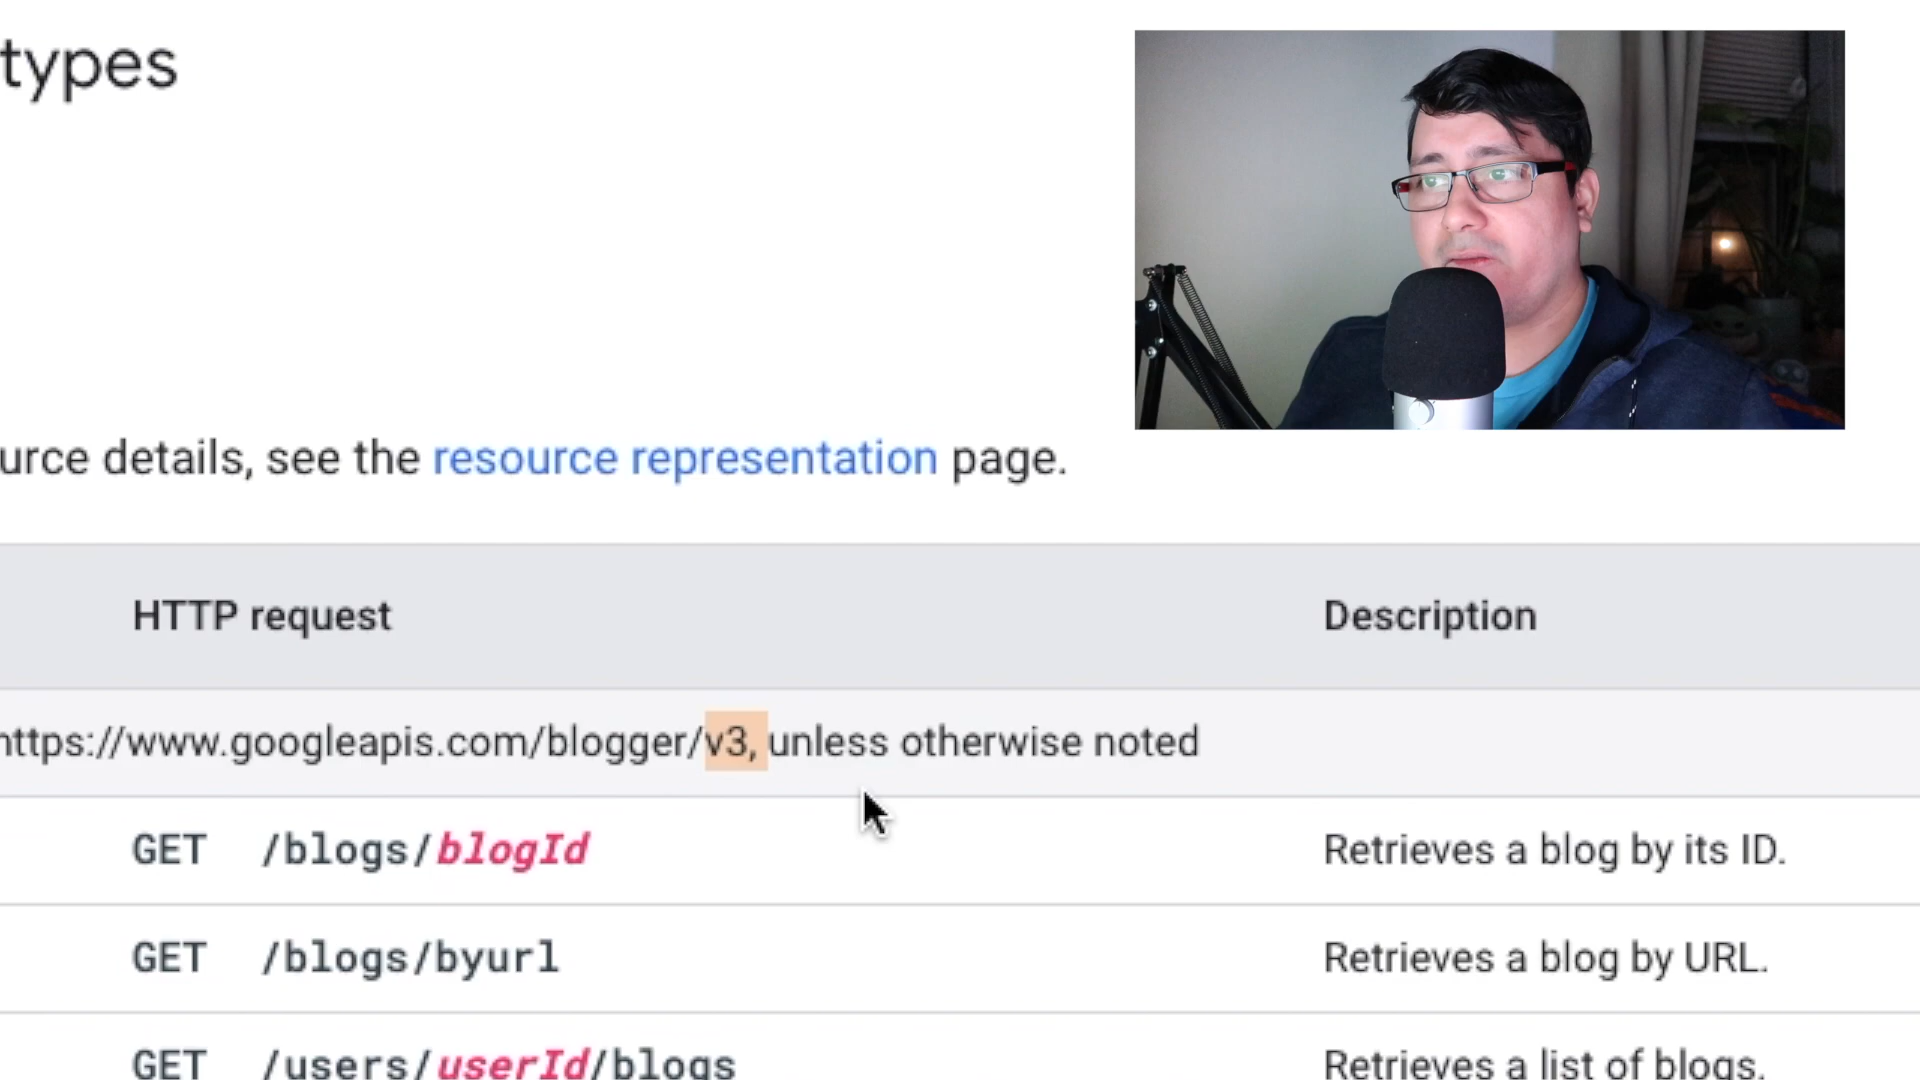 types
urce details, see the resource representation page.
HTTP request Description
https://www.googleapis.com/blogger/v3, unless otherwise noted
GET /blogs/blogId Retrieves a blog by its ID.
GET /blogs/byurl Retrieves a blog by URL.
GET /users/userId/blogs Retrieves a list of blogs.